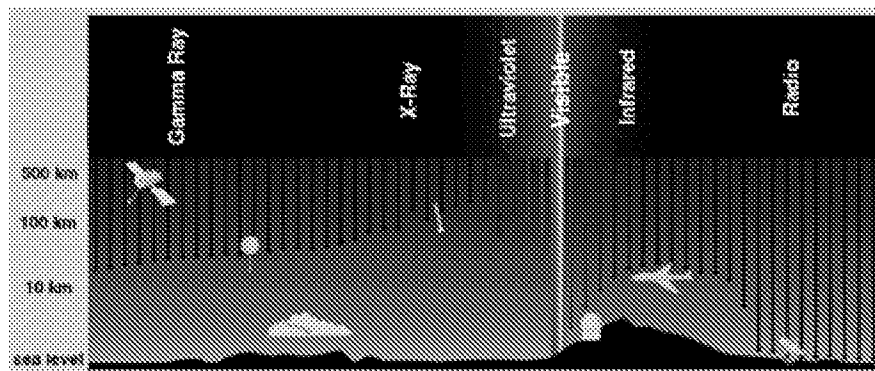 Gamma Ray
X-Ray
Ultraviolet
Visible
Infrared
Radio
500 km
100 km
10 km
sea level